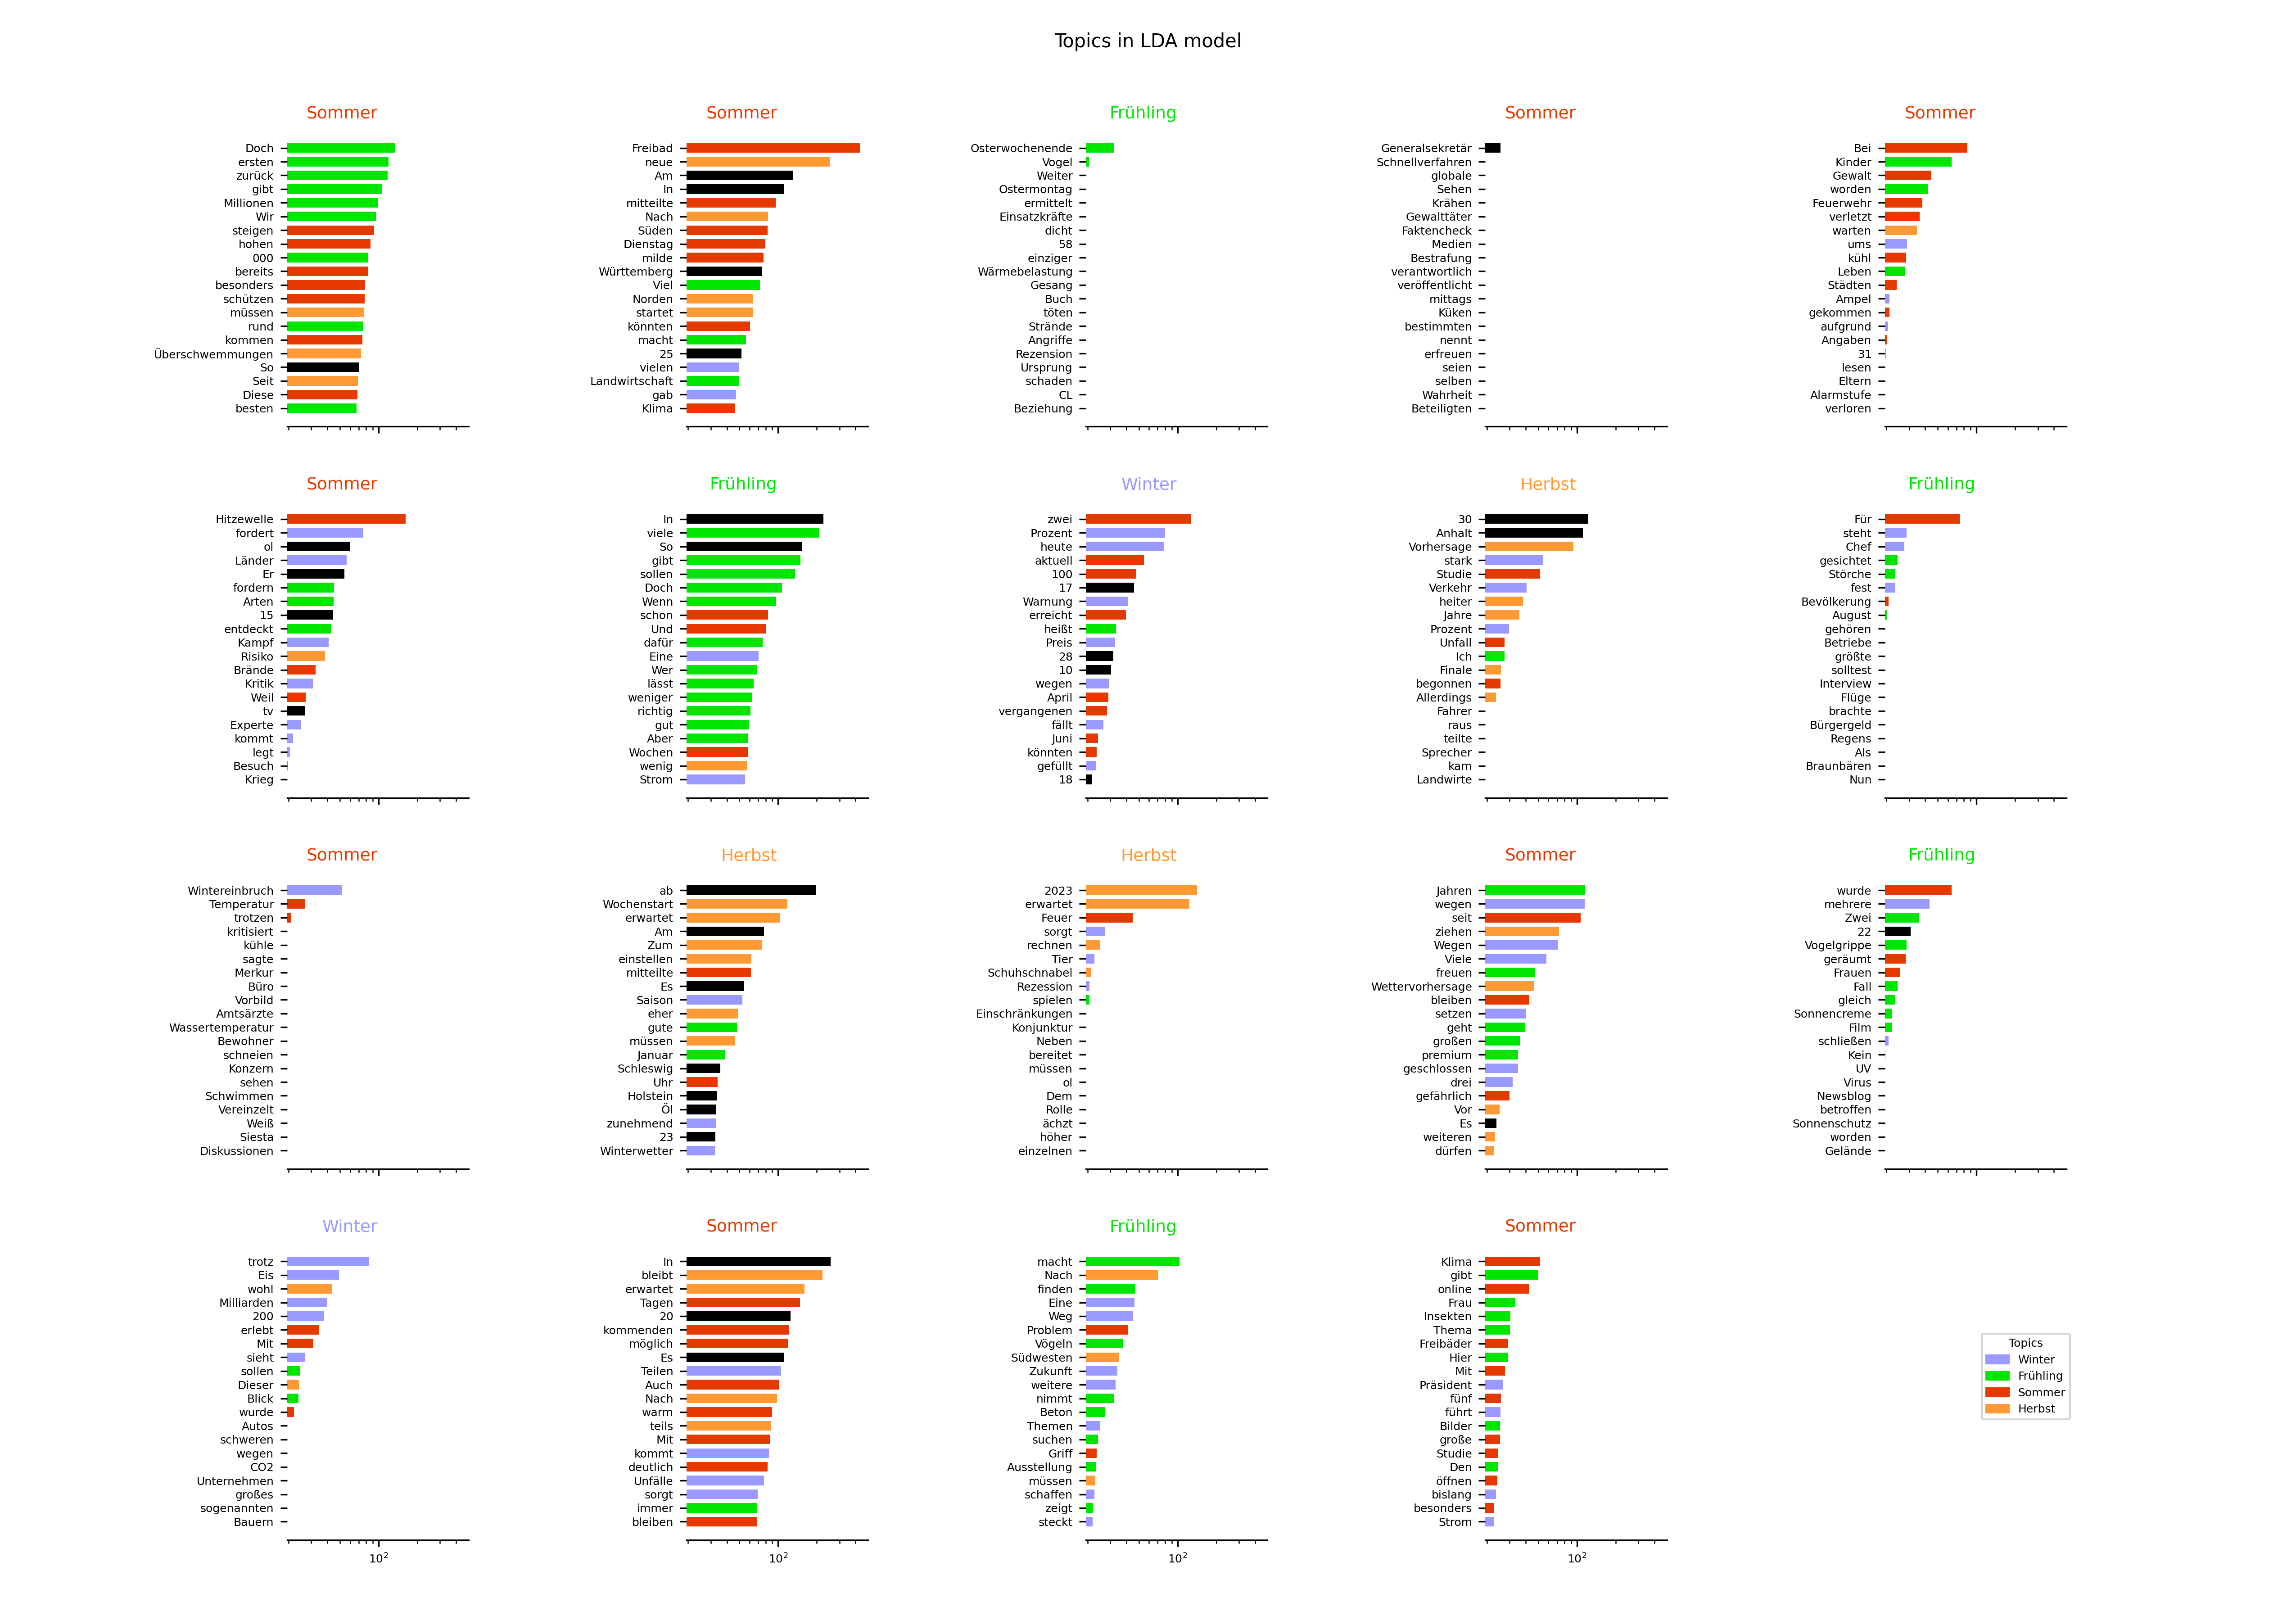 Topics in LDA model
Sommer
Doch
ersten
zurück
gibt
Millionen
Wir
steigen
hohen
000
bereits
besonders
schützen
müssen
rund
kommen
Überschwemmungen
So
Seit
Diese
besten
Sommer
Freibad
neue
Am
In
mitteilte
Nach
Süden
Dienstag
milde
Württemberg
Viel
Norden
startet
könnten
macht
25
vielen
Landwirtschaft
gab
Klima
Frühling
Osterwochenende
Vogel
Weiter
Ostermontag
ermittelt
Einsatzkräfte
dicht
58
einziger
Wärmebelastung
Gesang
Buch
töten
Strände
Angriffe
Rezension
Ursprung
schaden
CL
Beziehung
Sommer
Generalsekretär
Schnellverfahren
globale
Sehen
Krähen
Gewalttäter
Faktencheck
Medien
Bestrafung
verantwortlich
veröffentlicht
mittags
Küken
bestimmten
nennt
erfreuen
seien
selben
Wahrheit
Beteiligten
Sommer
Bei
Kinder
Gewalt
worden
Feuerwehr
verletzt
warten
ums
kühl
Leben
Städten
Ampel
gekommen
aufgrund
Angaben
31
lesen
Eltern
Alarmstufe
verloren
Sommer
Hitzewelle
fordert
ol
Länder
Er
fordern
Arten
15
entdeckt
Kampf
Risiko
Brände
Kritik
Weil
tv
Experte
kommt
legt
Besuch
Krieg
Frühling
In
viele
So
gibt
sollen
Doch
Wenn
schon
Und
dafür
Eine
Wer
lässt
weniger
richtig
gut
Aber
Wochen
wenig
Strom
Winter
zwei
Prozent
heute
aktuell
100
17
Warnung
erreicht
heißt
Preis
28
10
wegen
April
vergangenen
fällt
Juni
könnten
gefüllt
18
Herbst
30
Anhalt
Vorhersage
stark
Studie
Verkehr
heiter
Jahre
Prozent
Unfall
Ich
Finale
begonnen
Allerdings
Fahrer
raus
teilte
Sprecher
kam
Landwirte
Frühling
Für
steht
Chef
gesichtet
Störche
fest
Bevölkerung
August
gehören
Betriebe
größte
solltest
Interview
Flüge
brachte
Bürgergeld
Regens
Als
Braunbären
Nun
Sommer
Wintereinbruch
Temperatur
trotzen
kritisiert
kühle
sagte
Merkur
Büro
Vorbild
Amtsärzte
Wassertemperatur
Bewohner
schneien
Konzern
sehen
Schwimmen
Vereinzelt
Weiß
Siesta
Diskussionen
Herbst
ab
Wochenstart
erwartet
Am
Zum
einstellen
mitteilte
Es
Saison
eher
gute
müssen
Januar
Schleswig
Uhr
Holstein
Öl
zunehmend
23
Winterwetter
Herbst
2023
erwartet
Feuer
sorgt
rechnen
Tier
Schuhschnabel
Rezession
spielen
Einschränkungen
Konjunktur
Neben
bereitet
müssen
ol
Dem
Rolle
ächzt
höher
einzelnen
Sommer
Jahren
wegen
seit
ziehen
Wegen
Viele
freuen
Wettervorhersage
bleiben
setzen
geht
großen
premium
geschlossen
drei
gefährlich
Vor
Es
weiteren
dürfen
Frühling
wurde
mehrere
Zwei
22
Vogelgrippe
geräumt
Frauen
Fall
gleich
Sonnencreme
Film
schließen
Kein
UV
Virus
Newsblog
betroffen
Sonnenschutz
worden
Gelände
Winter
trotz
Eis
wohl
Milliarden
200
erlebt
Mit
sieht
sollen
Dieser
Blick
wurde
Autos
schweren
wegen
CO2
Unternehmen
großes
sogenannten
Bauern
10²
Sommer
In
bleibt
erwartet
Tagen
20
kommenden
möglich
Es
Teilen
Auch
Nach
warm
teils
Mit
kommt
deutlich
Unfälle
sorgt
immer
bleiben
10²
Frühling
macht
Nach
finden
Eine
Weg
Problem
Vögeln
Südwesten
Zukunft
weitere
nimmt
Beton
Themen
suchen
Griff
Ausstellung
müssen
schaffen
zeigt
steckt
10²
Sommer
Klima
gibt
online
Frau
Insekten
Thema
Freibäder
Hier
Mit
Präsident
fünf
führt
Bilder
große
Studie
Den
öffnen
bislang
besonders
Strom
10²
Topics
Winter
Frühling
Sommer
Herbst